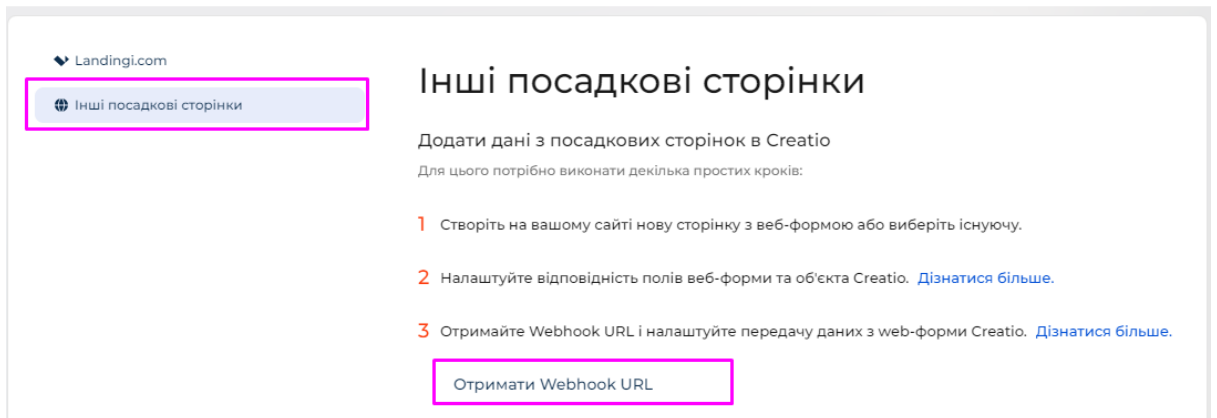 Landingi.com
Інші посадкові сторінки
Інші посадкові сторінки
Додати дані з посадкових сторінок в Creatio
Для цього потрібно виконати декілька простих кроків:
1 Створіть на вашому сайті нову сторінку з веб-формою або виберіть існуючу.
2 Налаштуйте відповідність полів веб-форми та об'єкта Creatio. Дізнатися більше.
3 Отримайте Webhook URL і налаштуйте передачу даних з web-форми Creatio. Дізнатися більше.
Отримати Webhook URL